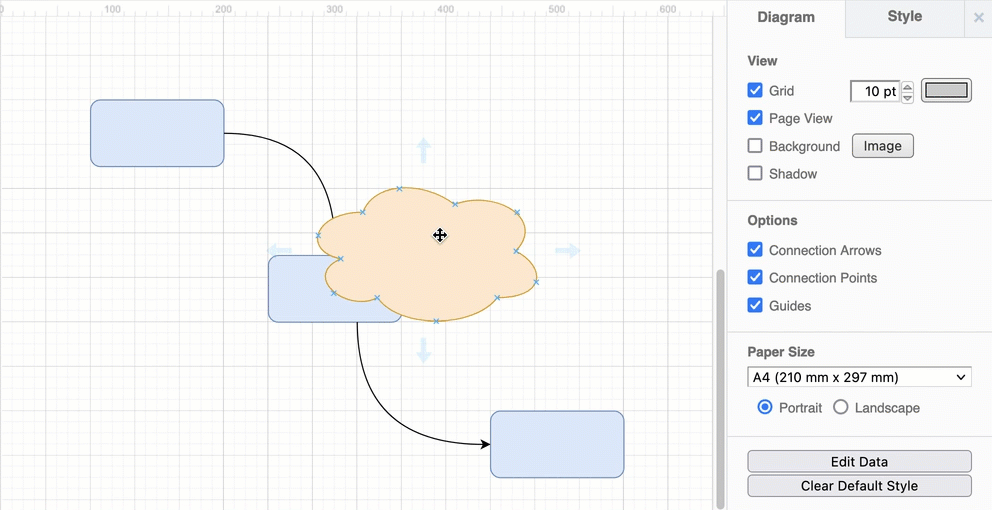 0 100 200 300 400 500 600
Diagram Style
View
Grid 10 pt
Page View
Background Image
Shadow
Options
Connection Arrows
Connection Points
Guides
Paper Size
A4 (210 mm x 297 mm)
Portrait Landscape
Edit Data
Clear Default Style